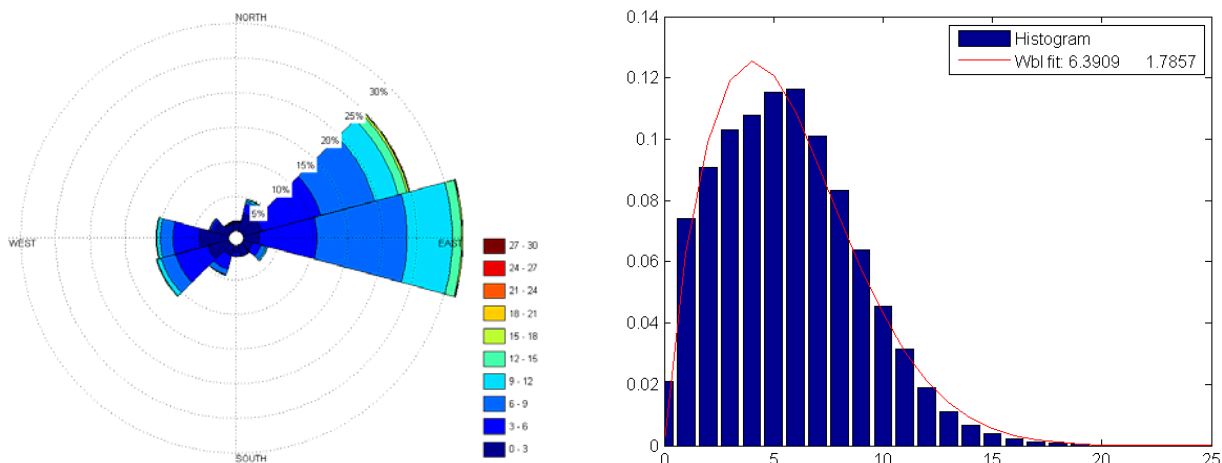 NORTH
30%
25%
20%
15%
10%
5%
WEST
EAST
SOUTH
27 - 30
24 - 27
21 - 24
18 - 21
15 - 18
12 - 15
9 - 12
6 - 9
3 - 6
0 - 3
0.14
0.12
0.1
0.08
0.06
0.04
0.02
0
0 5 10 15 20 25
Histogram
Wbl fit: 6.3909 1.7857